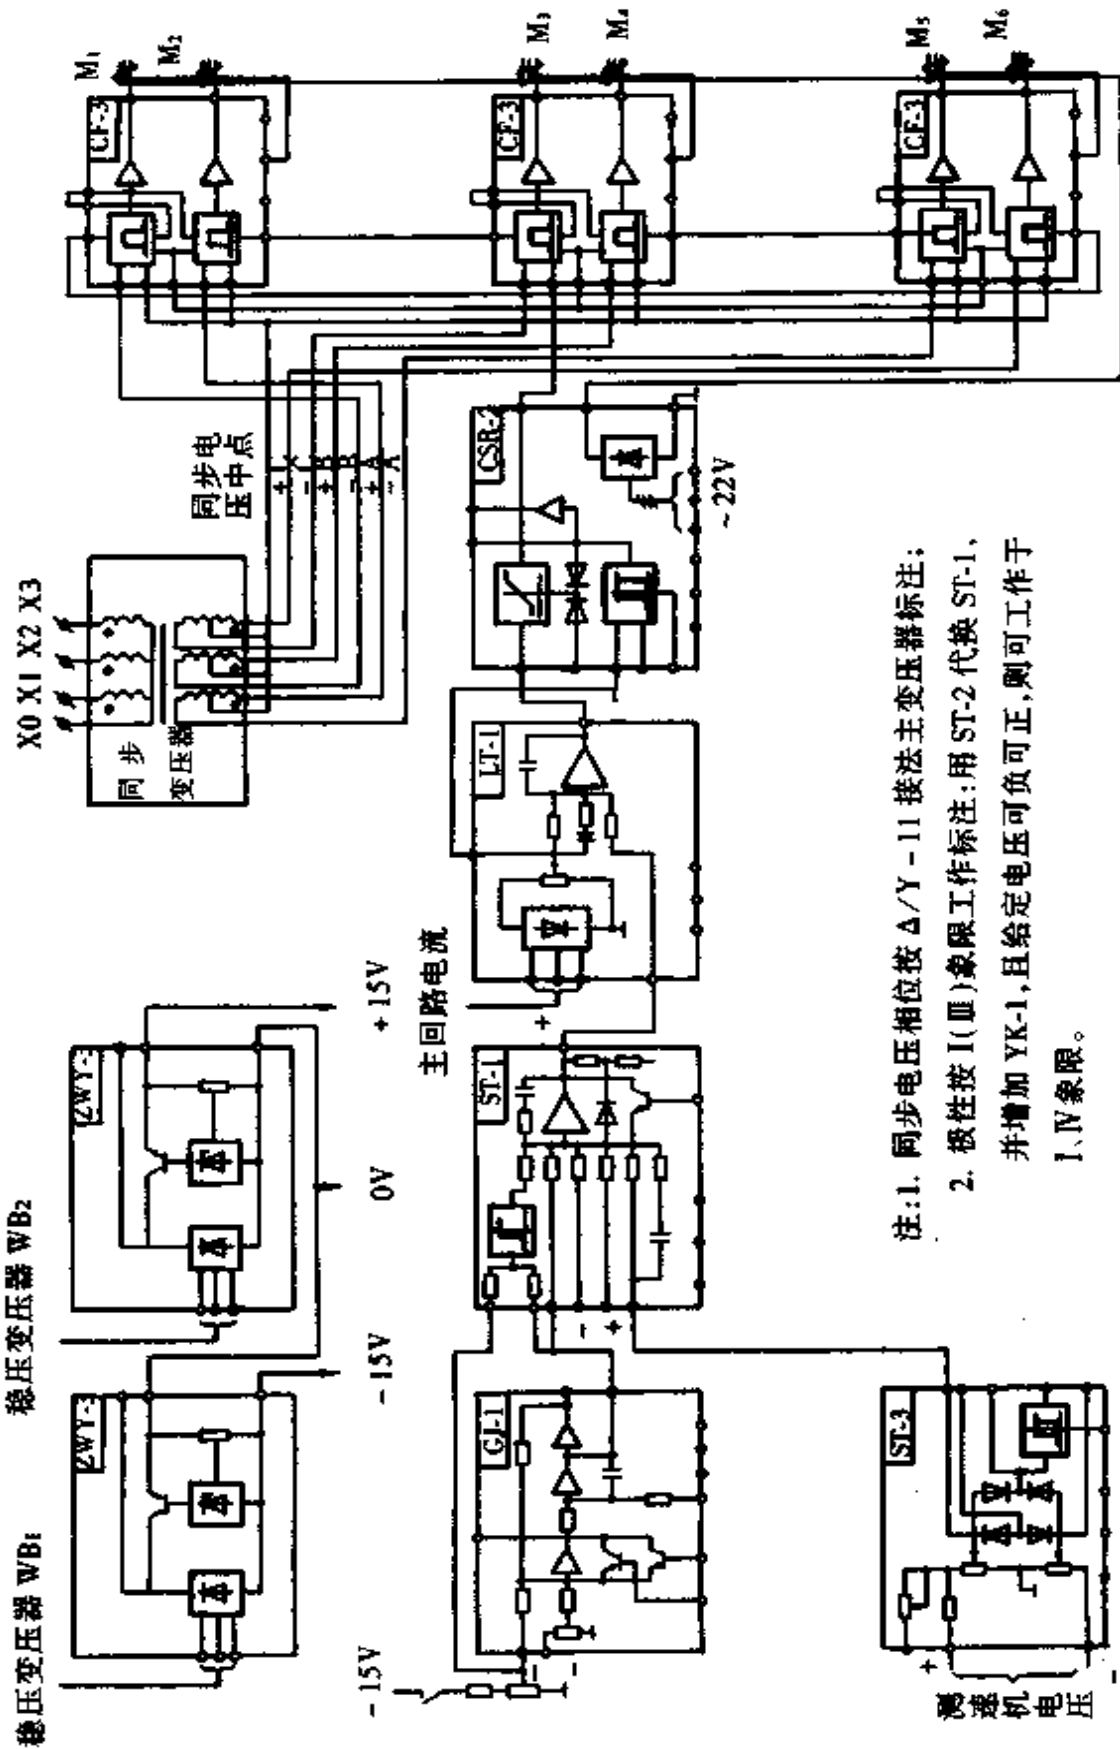 稳压变压器 WB1
稳压变压器 WB2
ZWY-3
ZWY-3
-15V
0V
+15V
X0 X1 X2 X3
同步
变压器
同步电
压中点
+
-
+
-
+
-
CF-3
M1
M2
CF-3
M3
M4
CF-3
M5
M6
-15V
-
-
GJ-1
ST-1
-
+
主回路电流
+
LT-1
CSR-2
~22V
ST-3
+
测速机电压
-
注:1. 同步电压相位按 Δ/Y-11 接法主变压器标注;
2. 极性按 I(Ⅲ)象限工作标注:用 ST-2 代换 ST-1,
并增加 YK-1,且给定电压可负可正,则可工作于
I、Ⅳ象限。